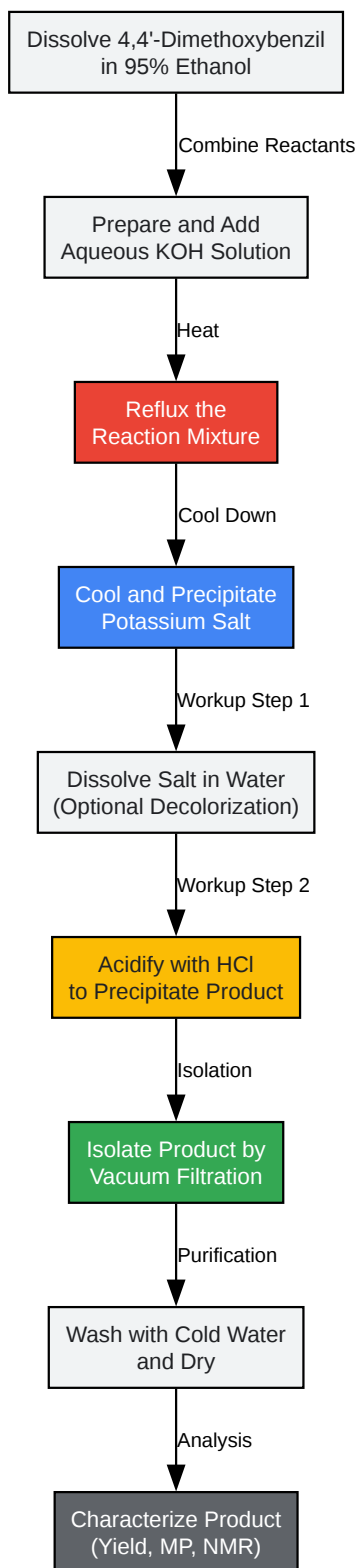 Dissolve 4,4'-Dimethoxybenzil
in 95% Ethanol
Combine Reactants
Prepare and Add
Aqueous KOH Solution
Heat
Reflux the
Reaction Mixture
Cool Down
Cool and Precipitate
Potassium Salt
Workup Step 1
Dissolve Salt in Water
(Optional Decolorization)
Workup Step 2
Acidify with HCl
to Precipitate Product
Isolation
Isolate Product by
Vacuum Filtration
Purification
Wash with Cold Water
and Dry
Analysis
Characterize Product
(Yield, MP, NMR)